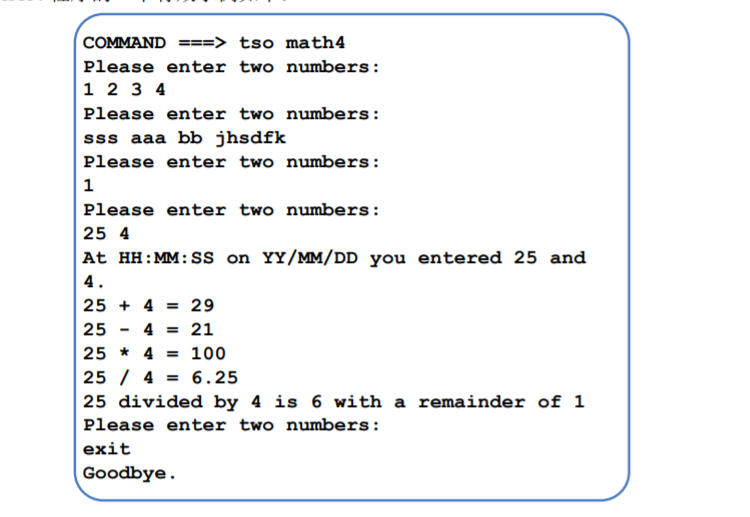 COMMAND ===> tso math4
Please enter two numbers:
1 2 3 4
Please enter two numbers:
sss aaa bb jhsdfk
Please enter two numbers:
1
Please enter two numbers:
25 4
At HH:MM:SS on YY/MM/DD you entered 25 and
4.
25 + 4 = 29
25 - 4 = 21
25 * 4 = 100
25 / 4 = 6.25
25 divided by 4 is 6 with a remainder of 1
Please enter two numbers:
exit
Goodbye.